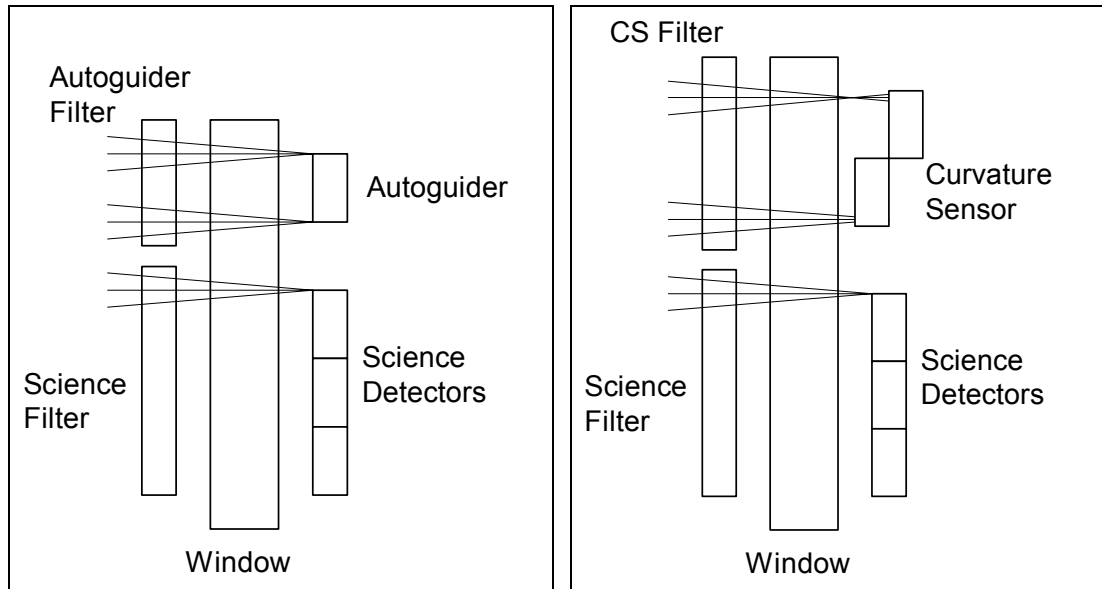 Autoguider
Filter
Autoguider
Science
Filter
Science
Detectors
Window
CS Filter
Curvature
Sensor
Science
Filter
Science
Detectors
Window